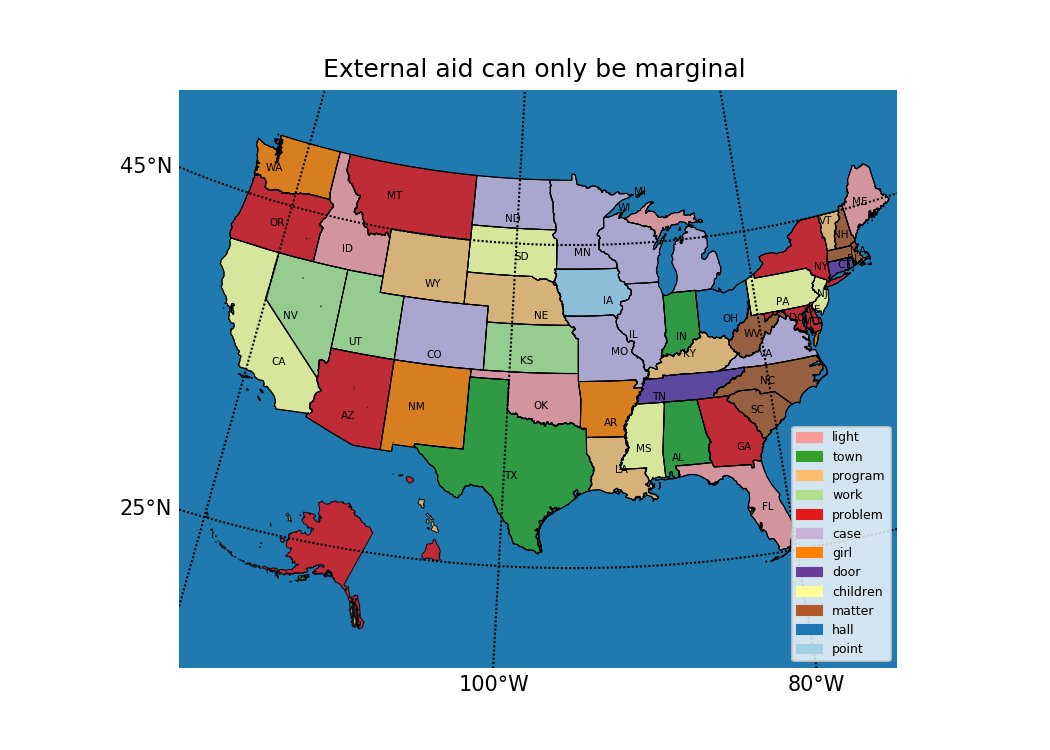 External aid can only be marginal
45°N
25°N
100°W
80°W
WA
OR
CA
NV
ID
MT
WY
UT
AZ
CO
NM
ND
SD
NE
KS
OK
TX
MN
IA
MO
AR
LA
WI
MI
IL
IN
OH
KY
TN
MS
AL
GA
FL
SC
NC
VA
WV
PA
NY
NJ
VT
NH
ME
MA
CT
light
town
program
work
problem
case
girl
door
children
matter
hall
point